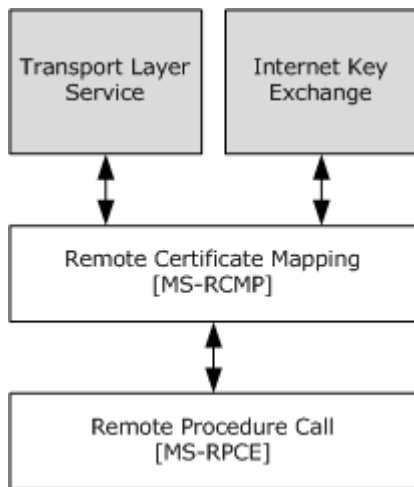 Transport Layer
Service
Internet Key
Exchange
Remote Certificate Mapping
[MS-RCMP]
Remote Procedure Call
[MS-RPCE]